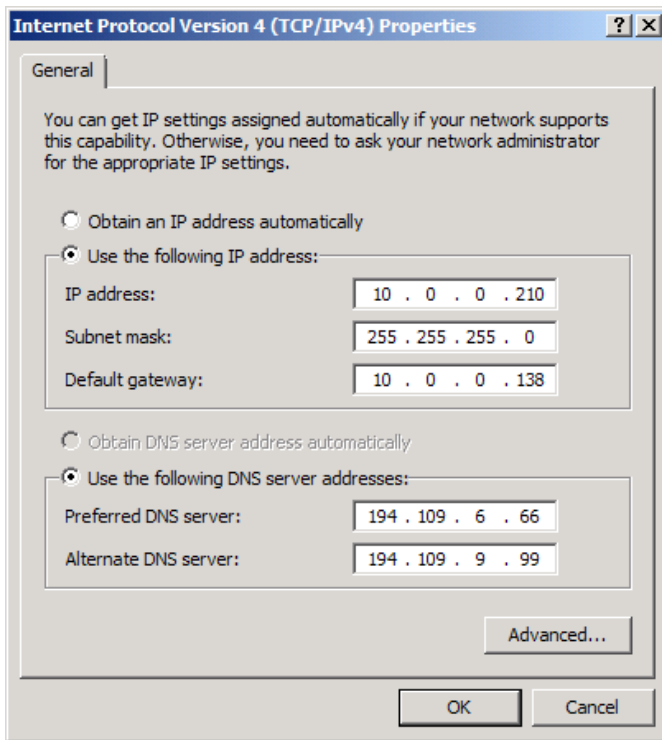 Internet Protocol Version 4 (TCP/IPv4) Properties
General
You can get IP settings assigned automatically if your network supports
this capability. Otherwise, you need to ask your network administrator
for the appropriate IP settings.
Obtain an IP address automatically
Use the following IP address:
IP address: 10 . 0 . 0 . 210
Subnet mask: 255 . 255 . 255 . 0
Default gateway: 10 . 0 . 0 . 138
Obtain DNS server address automatically
Use the following DNS server addresses:
Preferred DNS server: 194 . 109 . 6 . 66
Alternate DNS server: 194 . 109 . 9 . 99
Advanced...
OK Cancel